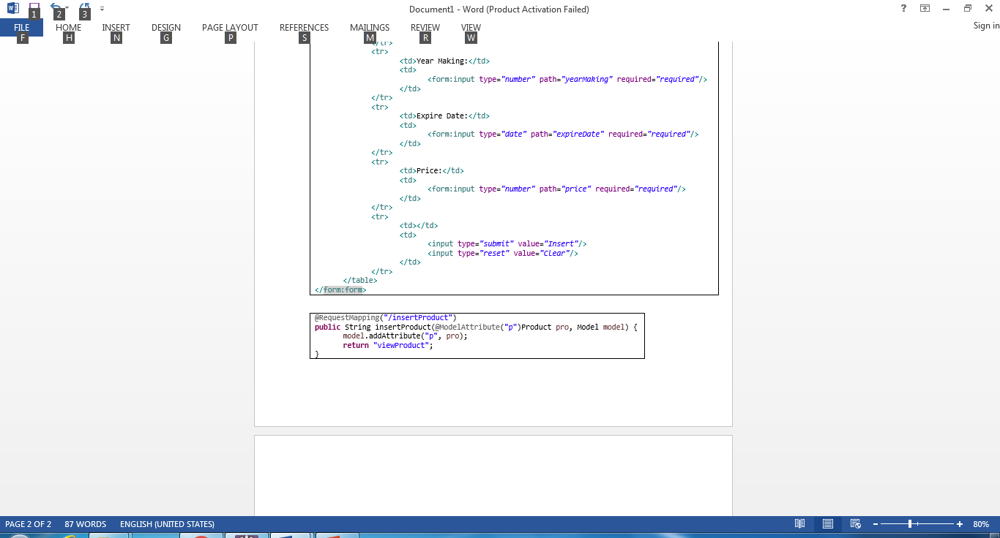 Document1 - Word (Product Activation Failed)
1 2 3
FILE HOME INSERT DESIGN PAGE LAYOUT REFERENCES MAILINGS REVIEW VIEW
Sign in
F H N G P S M R W
</tr>
<tr>
<td>Year Making:</td>
<td>
<form:input type="number" path="yearMaking" required="required"/>
</td>
</tr>
<tr>
<td>Expire Date:</td>
<td>
<form:input type="date" path="expireDate" required="required"/>
</td>
</tr>
<tr>
<td>Price:</td>
<td>
<form:input type="number" path="price" required="required"/>
</td>
</tr>
<tr>
<td></td>
<td>
<input type="submit" value="Insert"/>
<input type="reset" value="Clear"/>
</td>
</tr>
</table>
</form:form>
@RequestMapping("/insertProduct")
public String insertProduct(@ModelAttribute("p")Product pro, Model model) {
model.addAttribute("p", pro);
return "viewProduct";
}
PAGE 2 OF 2 87 WORDS ENGLISH (UNITED STATES) 80%